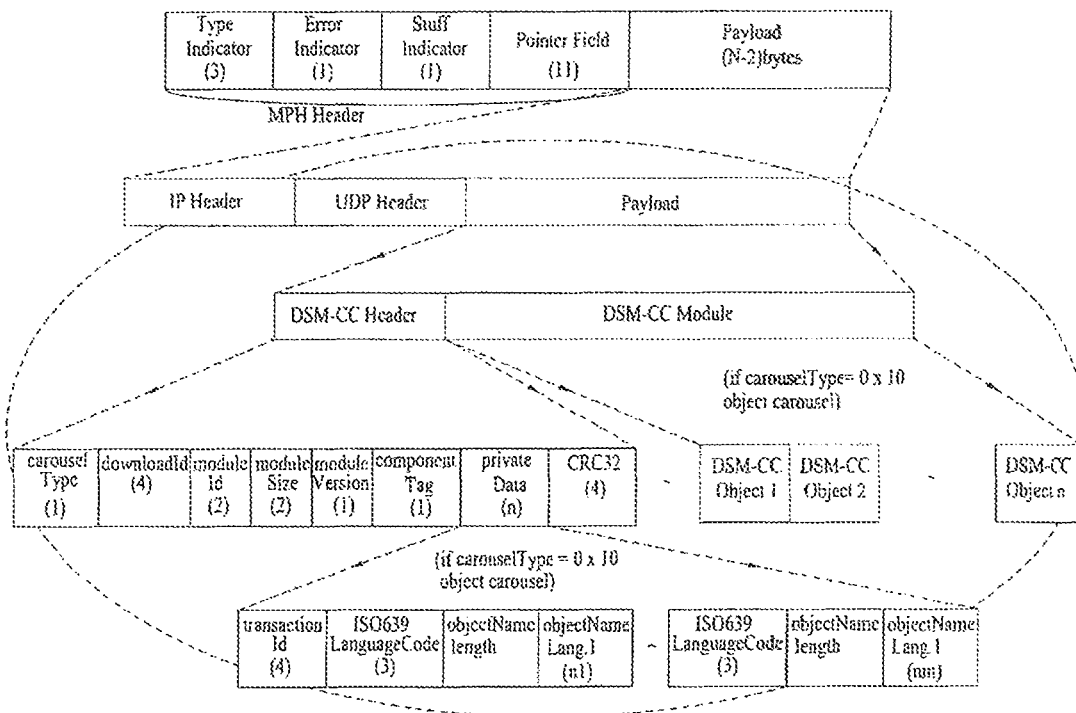 Type
Indicator
(3)
Error
Indicator
(1)
Stuff
Indicator
(1)
Pointer Field
(11)
Payload
(N-2)bytes
MPH Header
IP Header
UDP Header
Payload
DSM-CC Header
DSM-CC Module
(if carouselType= 0 x 10
object carousel)
carousel
Type
(1)
downloadId
(4)
module
Id
(2)
module
Size
(2)
module
Version
(1)
component
Tag
(1)
private
Data
(n)
CRC32
(4)
~
DSM-CC
Object 1
DSM-CC
Object 2
~
DSM-CC
Object n
(if carouselType = 0 x 10
object carousel)
transaction
Id
(4)
ISO639
LanguageCode
(3)
objectName
length
objectName
Lang.1
(n1)
~
ISO639
LanguageCode
(3)
objectName
length
objectName
Lang.1
(nm)